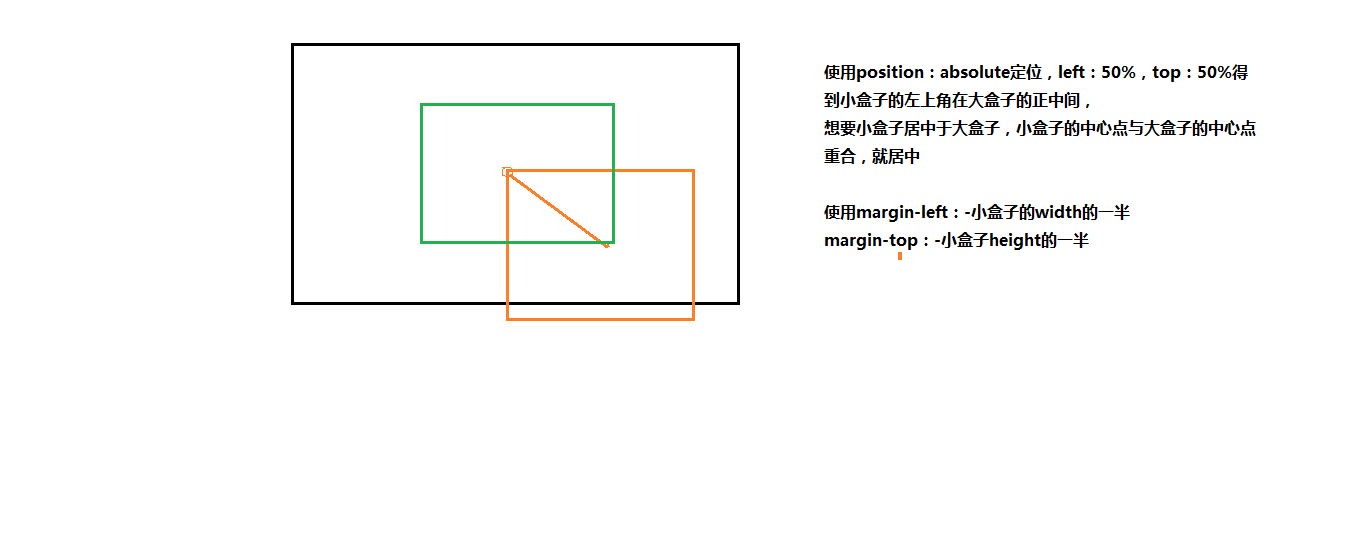 使用position：absolute定位，left：50%，top：50%得
到小盒子的左上角在大盒子的正中间，
想要小盒子居中于大盒子，小盒子的中心点与大盒子的中心点
重合，就居中
使用margin-left：-小盒子的width的一半
margin-top：-小盒子height的一半